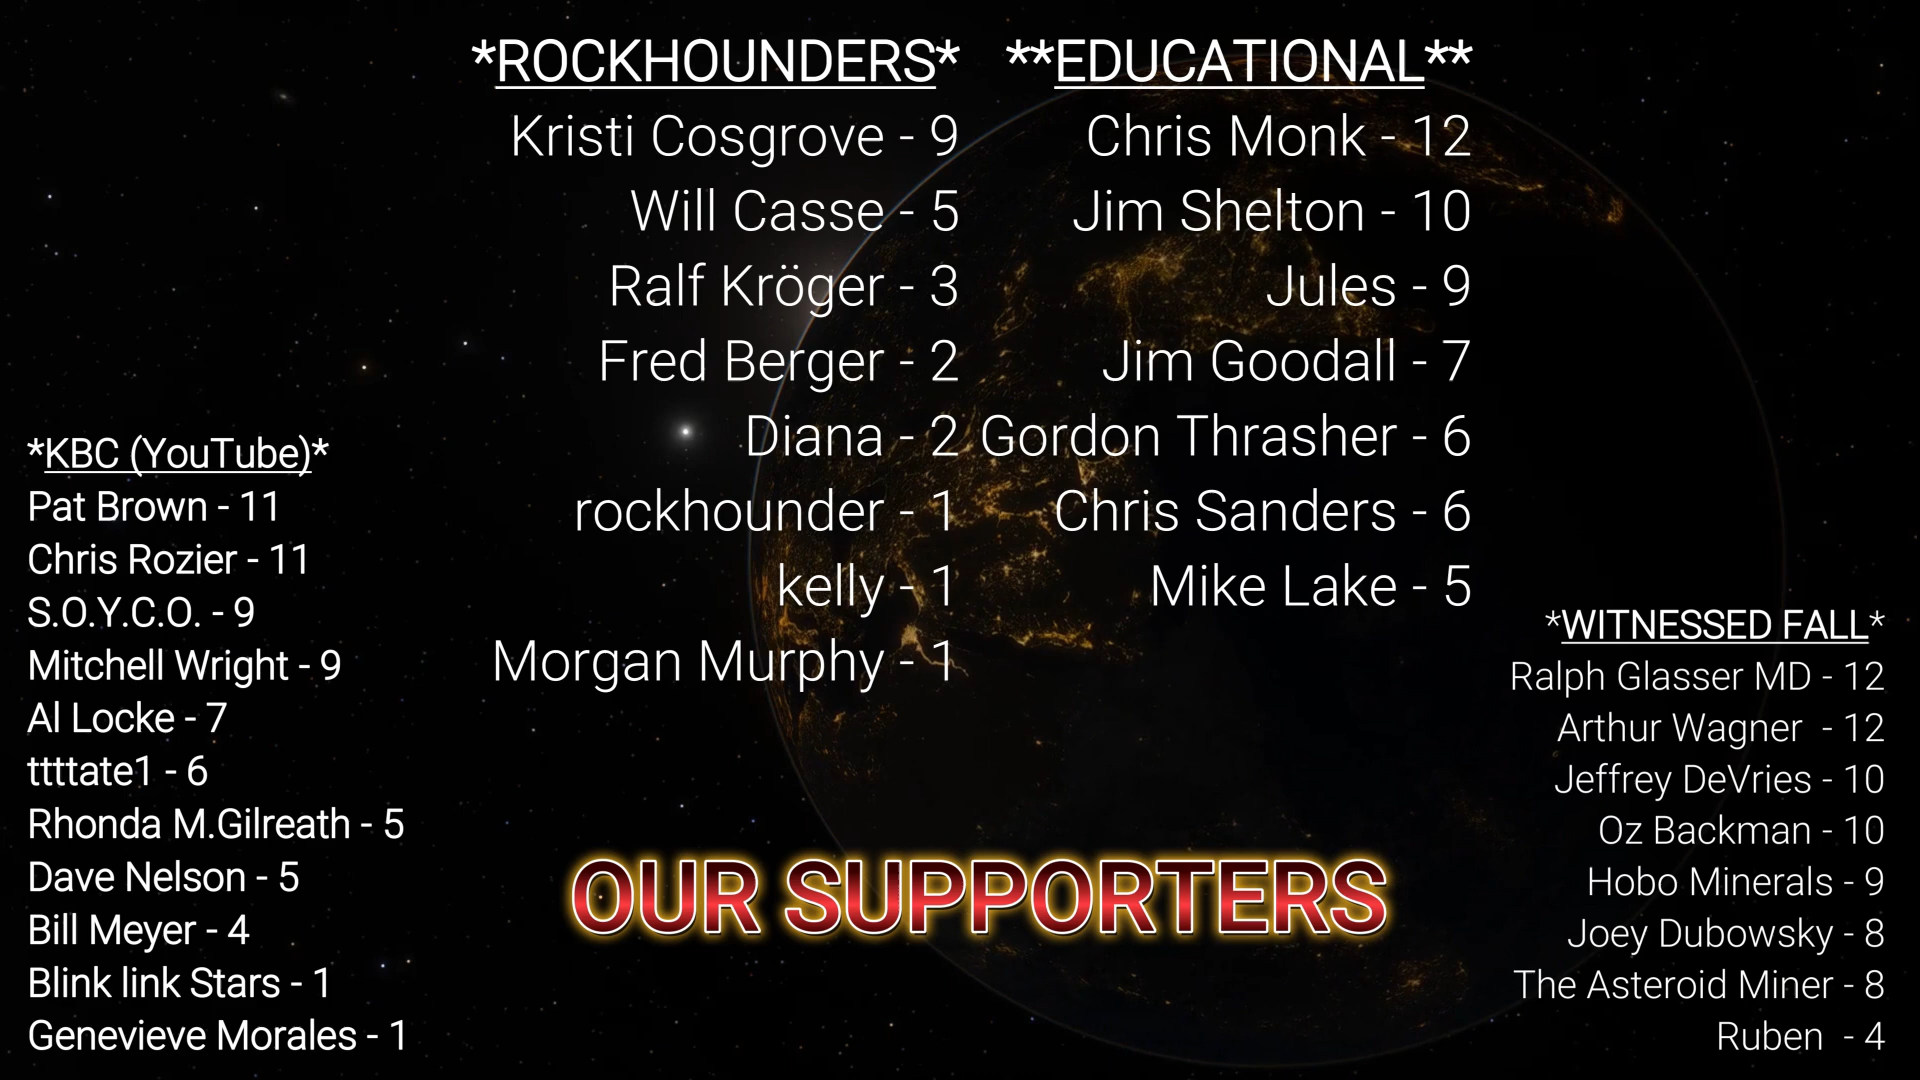 *ROCKHOUNDERS*
Kristi Cosgrove - 9
Will Casse - 5
Ralf Kröger - 3
Fred Berger - 2
Diana - 2
rockhounder - 1
kelly - 1
Morgan Murphy - 1
**EDUCATIONAL**
Chris Monk - 12
Jim Shelton - 10
Jules - 9
Jim Goodall - 7
Gordon Thrasher - 6
Chris Sanders - 6
Mike Lake - 5
*KBC (YouTube)*
Pat Brown - 11
Chris Rozier - 11
S.O.Y.C.O. - 9
Mitchell Wright - 9
Al Locke - 7
ttttate1 - 6
Rhonda M.Gilreath - 5
Dave Nelson - 5
Bill Meyer - 4
Blink link Stars - 1
Genevieve Morales - 1
*WITNESSED FALL*
Ralph Glasser MD - 12
Arthur Wagner  - 12
Jeffrey DeVries - 10
Oz Backman - 10
Hobo Minerals - 9
Joey Dubowsky - 8
The Asteroid Miner - 8
Ruben  - 4
OUR SUPPORTERS